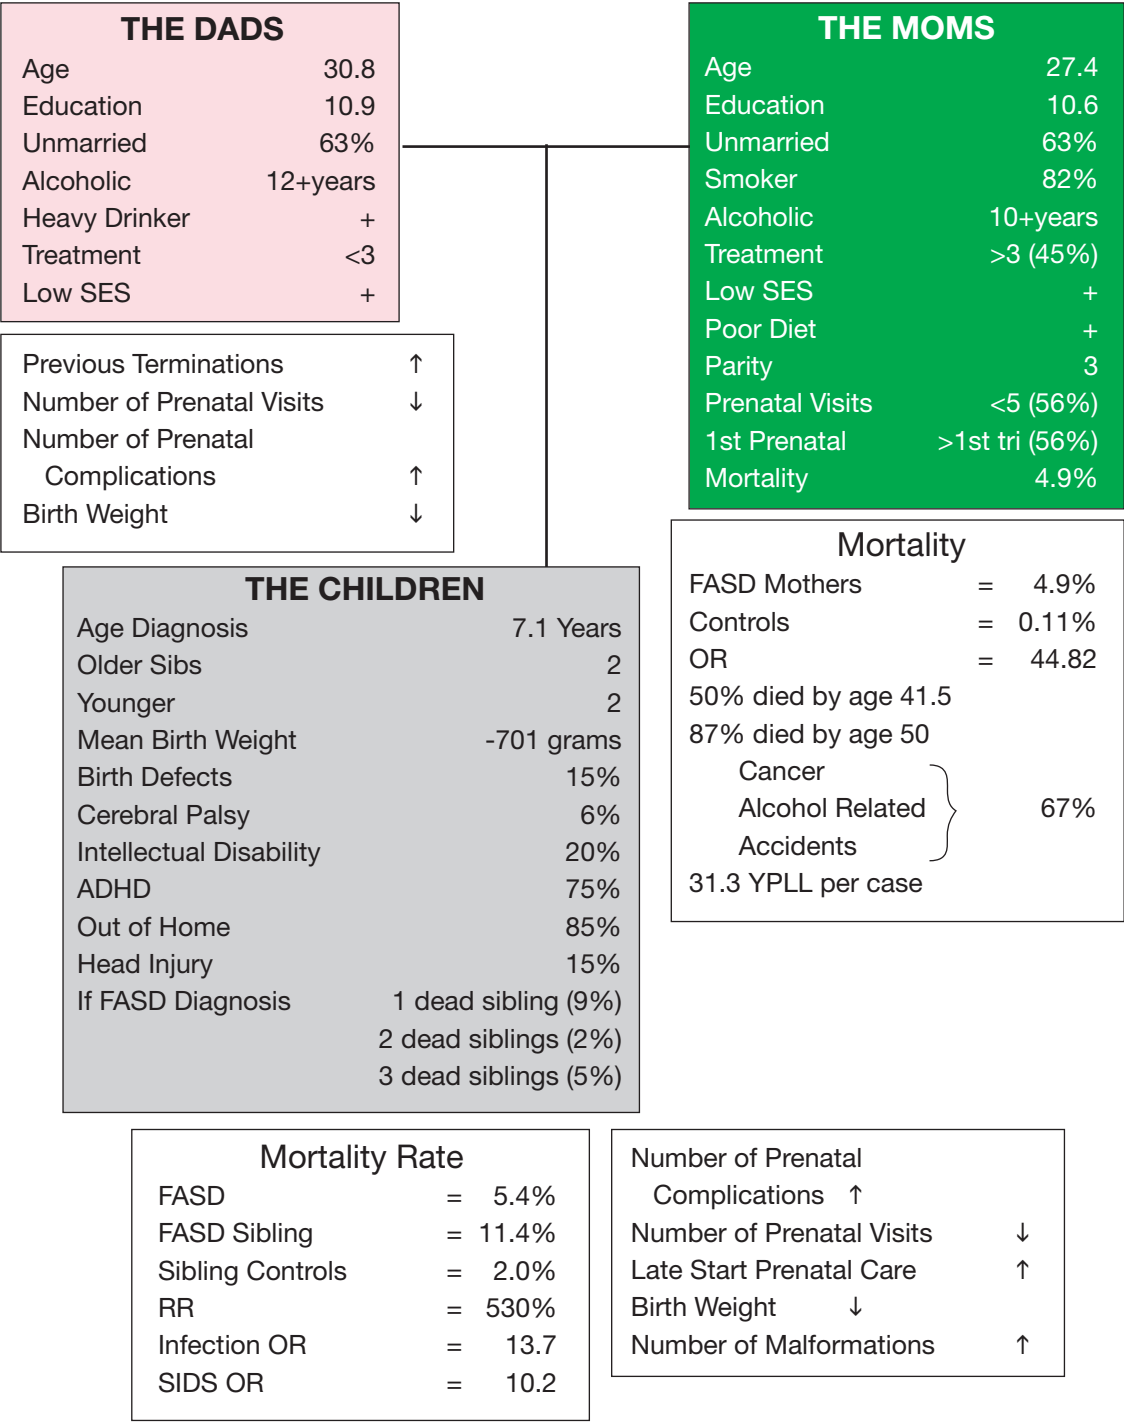 THE DADS
Age 30.8
Education 10.9
Unmarried 63%
Alcoholic 12+years
Heavy Drinker +
Treatment <3
Low SES +
THE MOMS
Age 27.4
Education 10.6
Unmarried 63%
Smoker 82%
Alcoholic 10+years
Treatment >3 (45%)
Low SES +
Poor Diet +
Parity 3
Prenatal Visits <5 (56%)
1st Prenatal >1st tri (56%)
Mortality 4.9%
Previous Terminations ↑
Number of Prenatal Visits ↓
Number of Prenatal
Complications ↑
Birth Weight ↓
Mortality
FASD Mothers = 4.9%
Controls = 0.11%
OR = 44.82
50% died by age 41.5
87% died by age 50
Cancer
Alcohol Related 67%
Accidents
31.3 YPLL per case
THE CHILDREN
Age Diagnosis 7.1 Years
Older Sibs 2
Younger 2
Mean Birth Weight -701 grams
Birth Defects 15%
Cerebral Palsy 6%
Intellectual Disability 20%
ADHD 75%
Out of Home 85%
Head Injury 15%
If FASD Diagnosis 1 dead sibling (9%)
2 dead siblings (2%)
3 dead siblings (5%)
Mortality Rate
FASD = 5.4%
FASD Sibling = 11.4%
Sibling Controls = 2.0%
RR = 530%
Infection OR = 13.7
SIDS OR = 10.2
Number of Prenatal
Complications ↑
Number of Prenatal Visits ↓
Late Start Prenatal Care ↑
Birth Weight ↓
Number of Malformations ↑